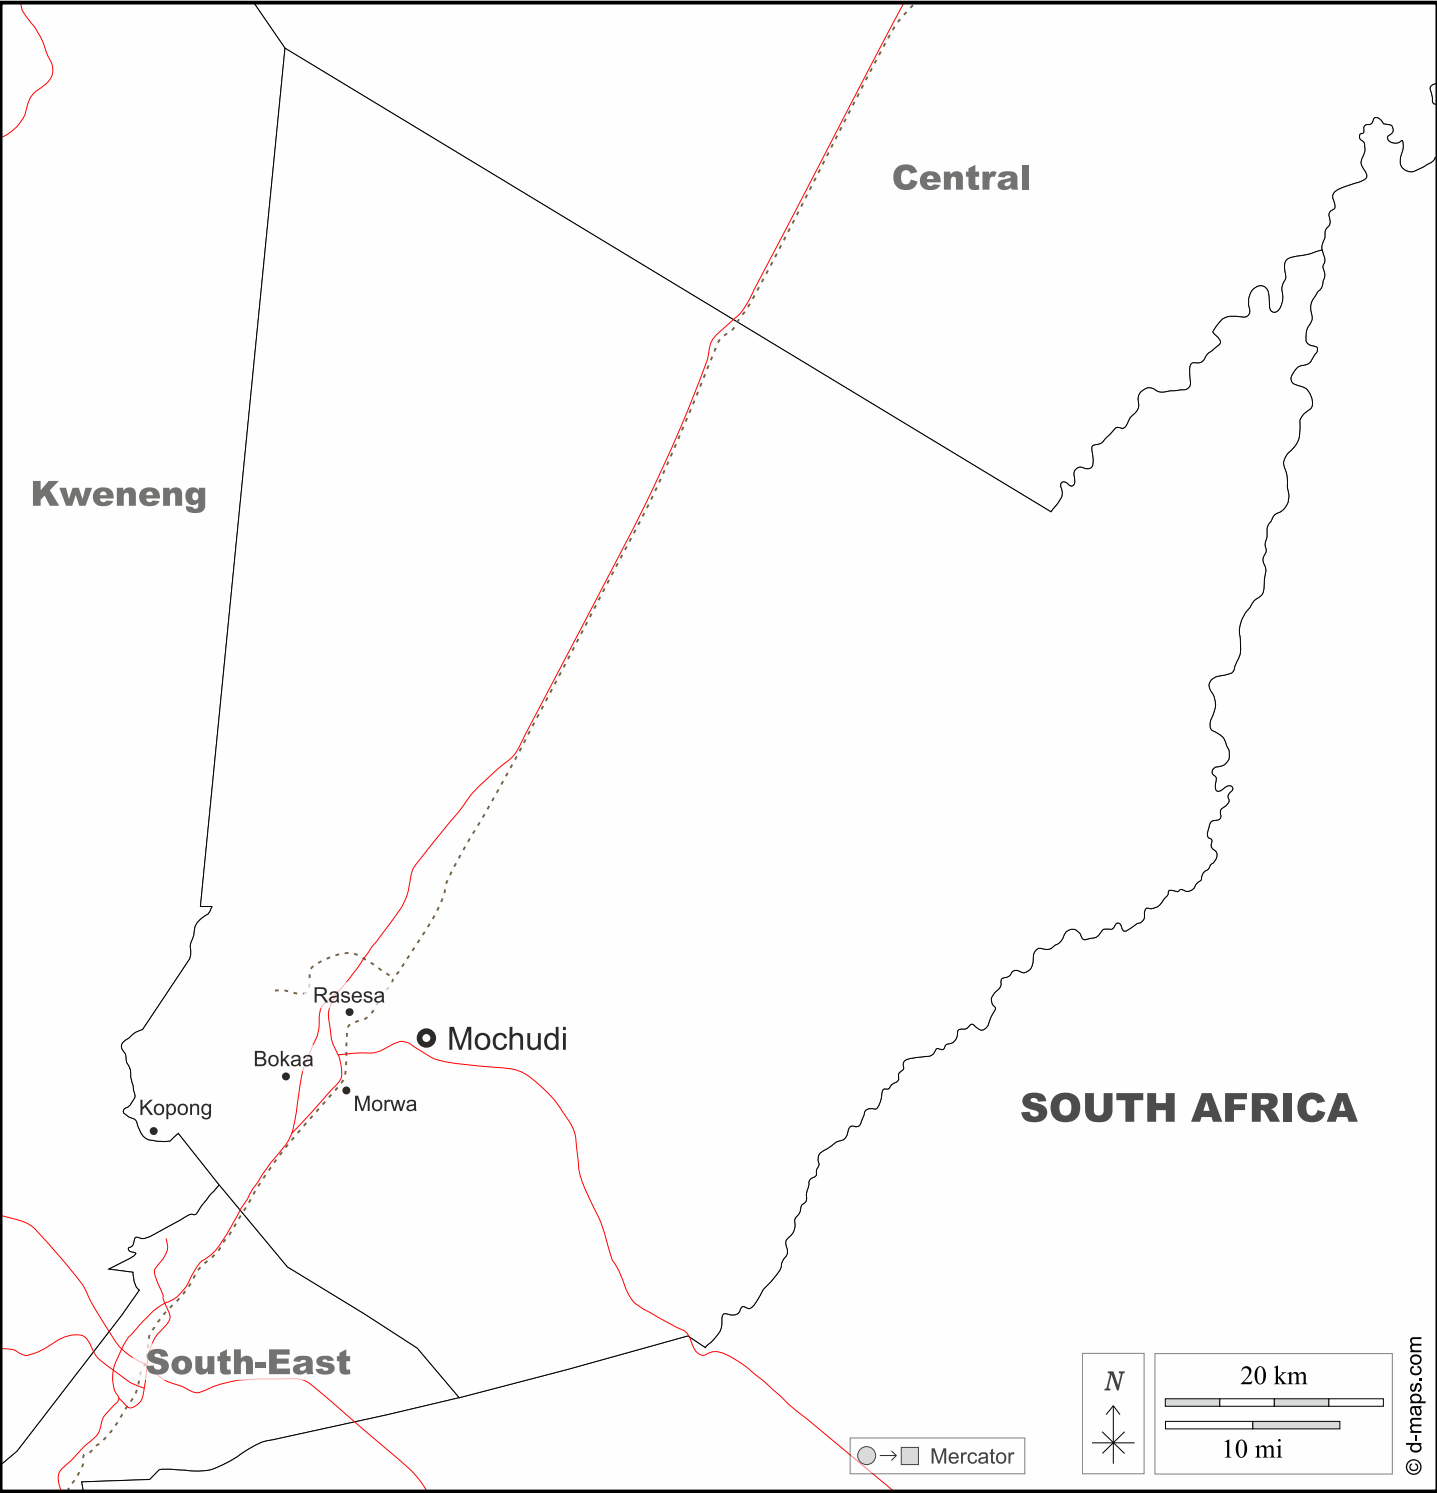 Central
Kweneng
Rasesa
Mochudi
Bokaa
Morwa
Kopong
SOUTH AFRICA
South-East
N
20 km
10 mi
Mercator
© d-maps.com